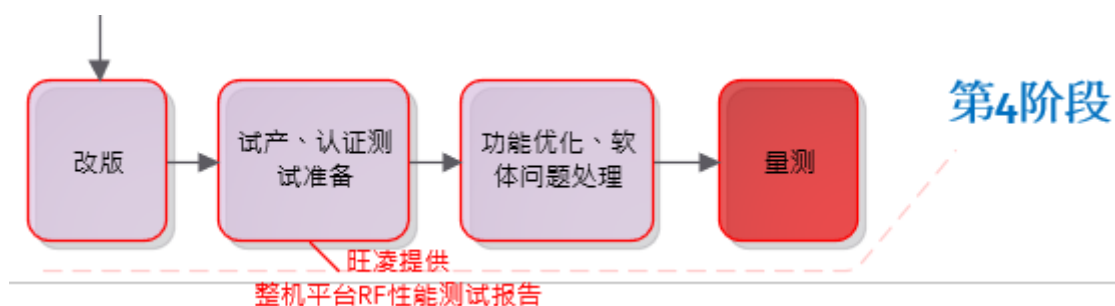 改版
试产、认证测
试准备
功能优化、软
体问题处理
量测
第4阶段
旺凌提供
整机平台RF性能测试报告